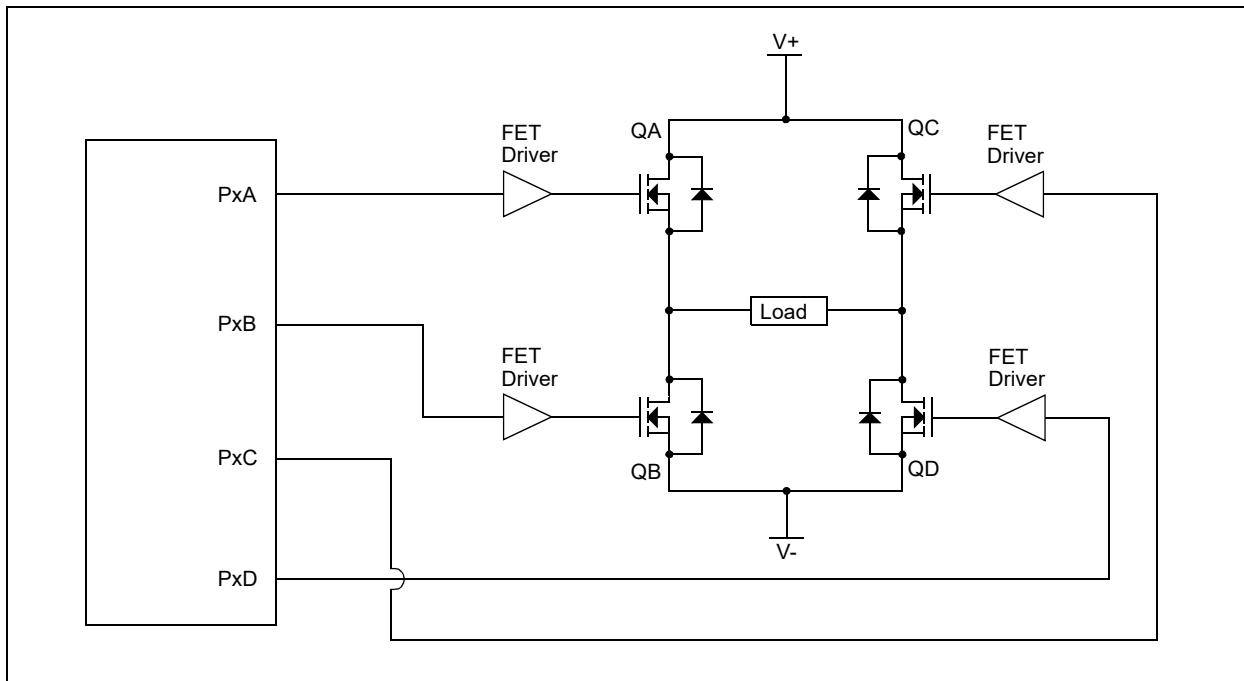 V+
QA
FET
Driver
QC
FET
Driver
PxA
PxB
Load
FET
Driver
FET
Driver
PxC
QB
QD
V-
PxD